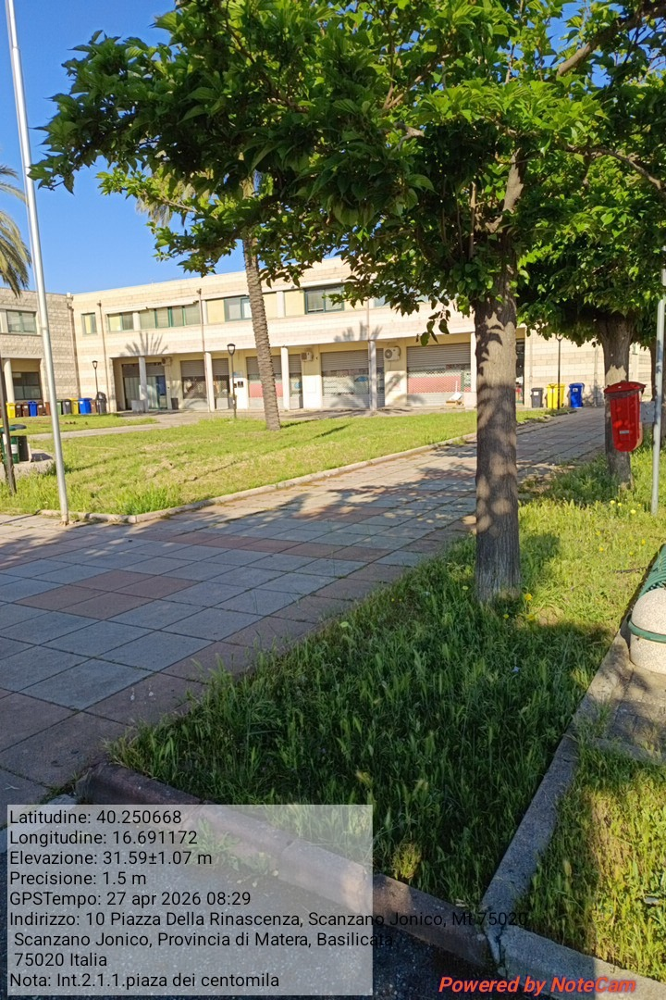 Latitudine: 40.250668
Longitudine: 16.691172
Elevazione: 31.59±1.07 m
Precisione: 1.5 m
GPSTempo: 27 apr 2026 08:29
Indirizzo: 10 Piazza Della Rinascenza, Scanzano Jonico, Mt 75020
Scanzano Jonico, Provincia di Matera, Basilicata,
75020 Italia
Nota: Int.2.1.1.piaza dei centomila
Powered by NoteCam